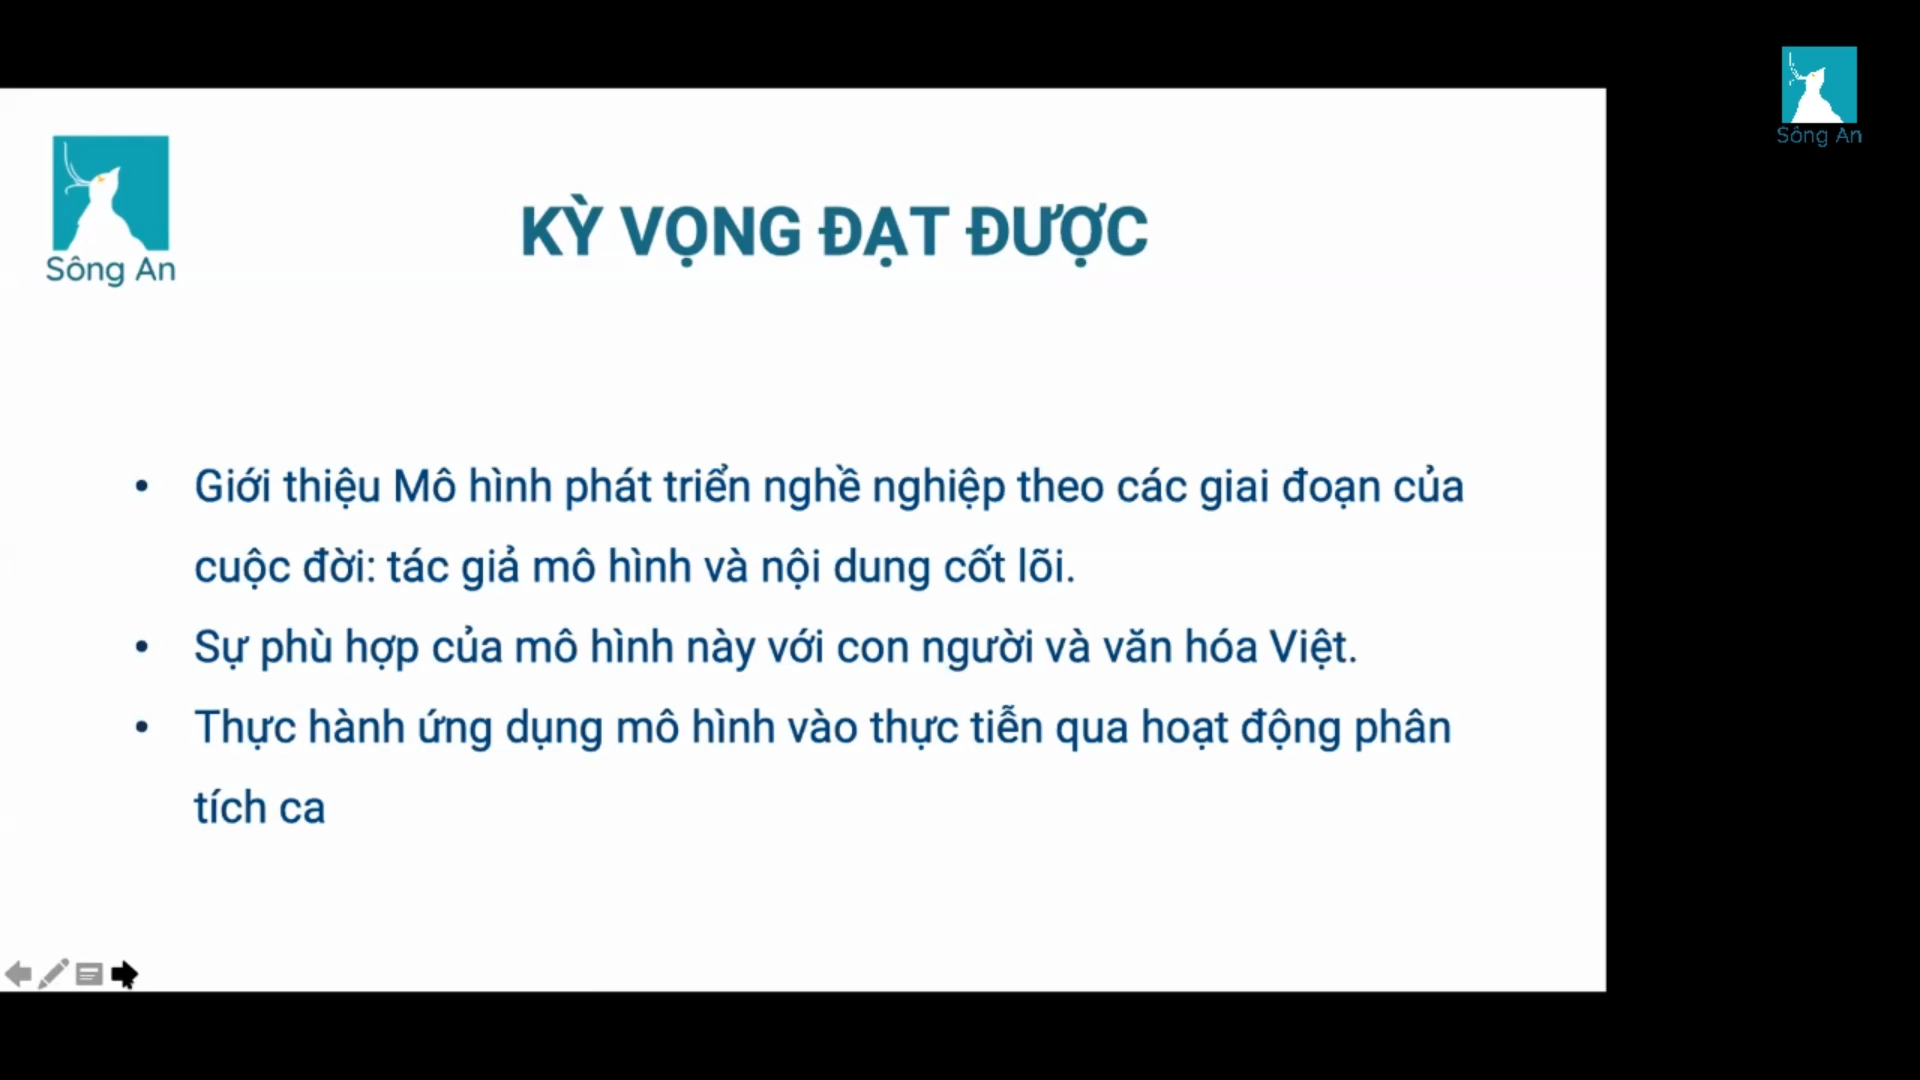 Sông An
Sông An
KỲ VỌNG ĐẠT ĐƯỢC
• Giới thiệu Mô hình phát triển nghề nghiệp theo các giai đoạn của
cuộc đời: tác giả mô hình và nội dung cốt lõi.
• Sự phù hợp của mô hình này với con người và văn hóa Việt.
• Thực hành ứng dụng mô hình vào thực tiễn qua hoạt động phân
tích ca